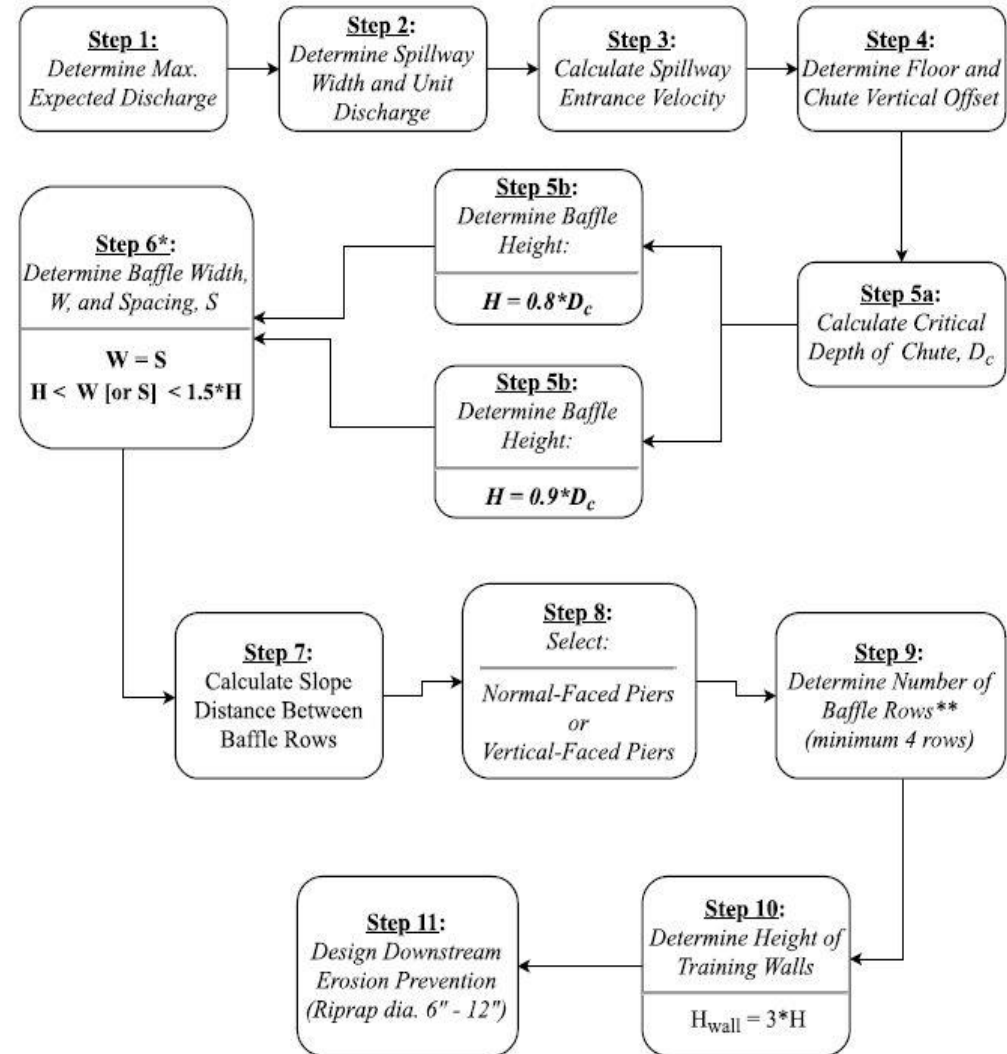 Step 1:
Determine Max.
Expected Discharge
Step 2:
Determine Spillway
Width and Unit
Discharge
Step 3:
Calculate Spillway
Entrance Velocity
Step 4:
Determine Floor and
Chute Vertical Offset
Step 5a:
Calculate Critical
Depth of Chute, D_c
Step 5b:
Determine Baffle
Height:
H = 0.8*D_c
Step 5b:
Determine Baffle
Height:
H = 0.9*D_c
Step 6*:
Determine Baffle Width,
W, and Spacing, S
W = S
H < W [or S] < 1.5*H
Step 7:
Calculate Slope
Distance Between
Baffle Rows
Step 8:
Select:
Normal-Faced Piers
or
Vertical-Faced Piers
Step 9:
Determine Number of
Baffle Rows**
(minimum 4 rows)
Step 10:
Determine Height of
Training Walls
H_wall = 3*H
Step 11:
Design Downstream
Erosion Prevention
(Riprap dia. 6" - 12")